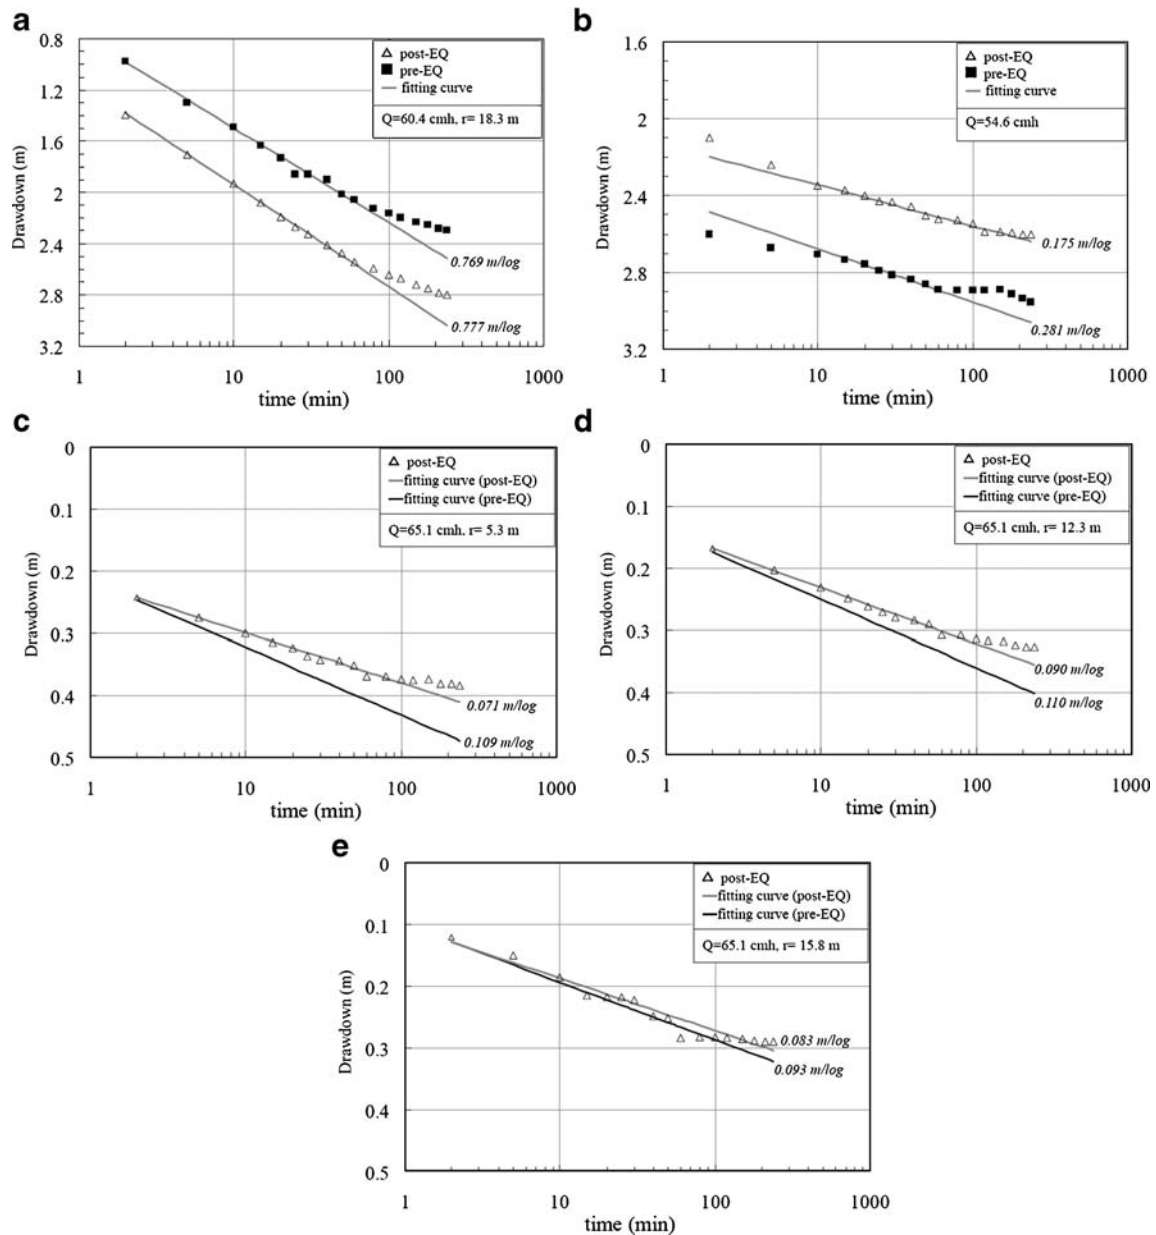 a
0.8
1.2
1.6
2
2.4
2.8
3.2
Drawdown (m)
post-EQ
pre-EQ
fitting curve
Q=60.4 cmh, r= 18.3 m
0.769 m/log
0.777 m/log
1
10
100
1000
time (min)
b
1.6
2
2.4
2.8
3.2
Drawdown (m)
post-EQ
pre-EQ
fitting curve
Q=54.6 cmh
0.175 m/log
0.281 m/log
1
10
100
1000
time (min)
c
0
0.1
0.2
0.3
0.4
0.5
Drawdown (m)
post-EQ
fitting curve (post-EQ)
fitting curve (pre-EQ)
Q=65.1 cmh, r= 5.3 m
0.071 m/log
0.109 m/log
1
10
100
1000
time (min)
d
0
0.1
0.2
0.3
0.4
0.5
Drawdown (m)
post-EQ
fitting curve (post-EQ)
fitting curve (pre-EQ)
Q=65.1 cmh, r= 12.3 m
0.090 m/log
0.110 m/log
1
10
100
1000
time (min)
e
0
0.1
0.2
0.3
0.4
0.5
Drawdown (m)
post-EQ
fitting curve (post-EQ)
fitting curve (pre-EQ)
Q=65.1 cmh, r= 15.8 m
0.083 m/log
0.093 m/log
1
10
100
1000
time (min)